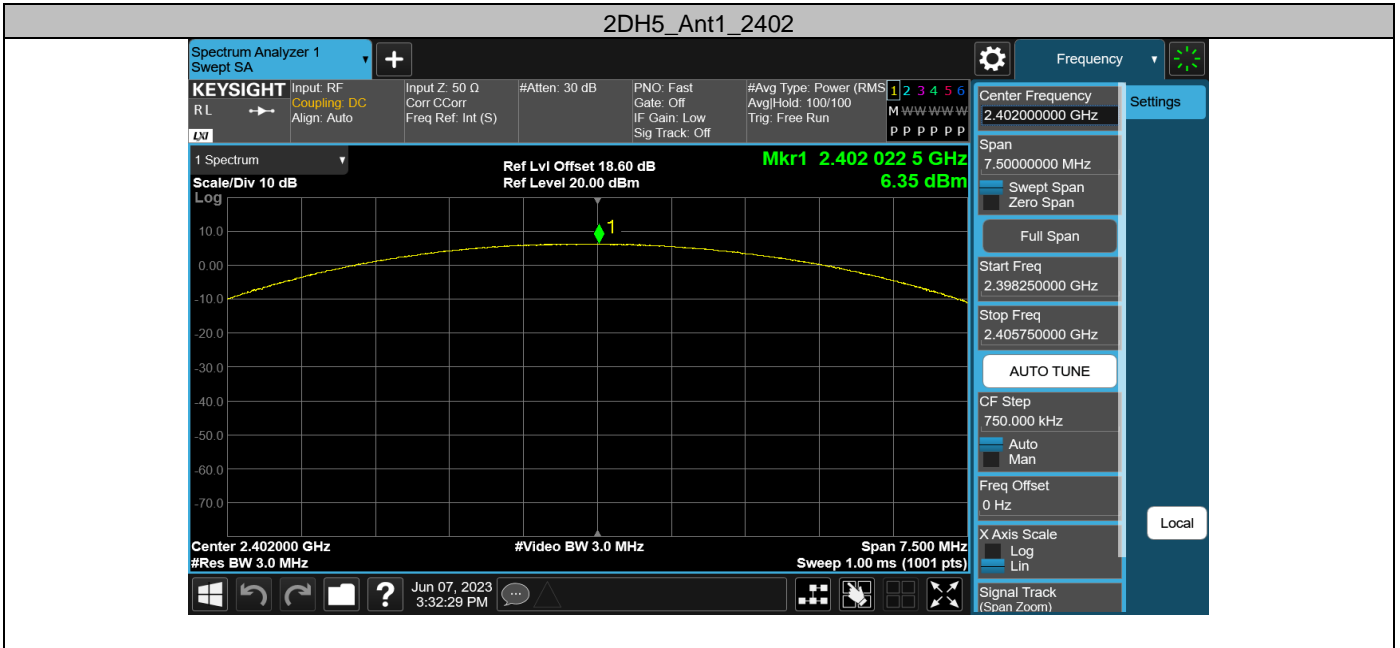 2DH5_Ant1_2402
Spectrum Analyzer 1
Swept SA
Frequency
KEYSIGHT
RL
LXI
Input: RF
Coupling: DC
Align: Auto
Input Z: 50 Ω
Corr CCorr
Freq Ref: Int (S)
#Atten: 30 dB
PNO: Fast
Gate: Off
IF Gain: Low
Sig Track: Off
#Avg Type: Power (RMS
Avg|Hold: 100/100
Trig: Free Run
1 2 3 4 5 6
M W W W W W
P P P P P P
Center Frequency
2.402000000 GHz
Settings
Span
7.50000000 MHz
Swept Span
Zero Span
Full Span
Start Freq
2.398250000 GHz
Stop Freq
2.405750000 GHz
AUTO TUNE
CF Step
750.000 kHz
Auto
Man
Freq Offset
0 Hz
X Axis Scale
Log
Lin
Signal Track
(Span Zoom)
Local
1 Spectrum
Scale/Div 10 dB
Log
Ref Lvl Offset 18.60 dB
Ref Level 20.00 dBm
Mkr1 2.402 022 5 GHz
6.35 dBm
1
10.0
0.00
-10.0
-20.0
-30.0
-40.0
-50.0
-60.0
-70.0
Center 2.402000 GHz
#Video BW 3.0 MHz
Span 7.500 MHz
#Res BW 3.0 MHz
Sweep 1.00 ms (1001 pts)
Jun 07, 2023
3:32:29 PM